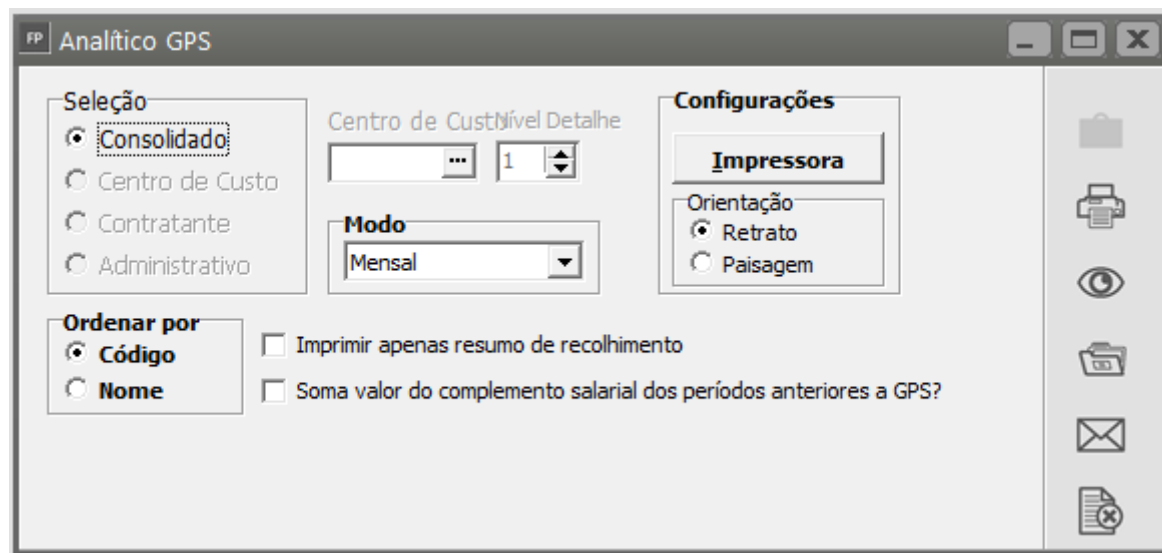 FP Analítico GPS
Seleção
Consolidado
Centro de Custo
Contratante
Administrativo
Centro de Custo
Nível Detalhe
1
Modo
Mensal
Configurações
Impressora
Orientação
Retrato
Paisagem
Ordenar por
Código
Nome
Imprimir apenas resumo de recolhimento
Soma valor do complemento salarial dos períodos anteriores a GPS?